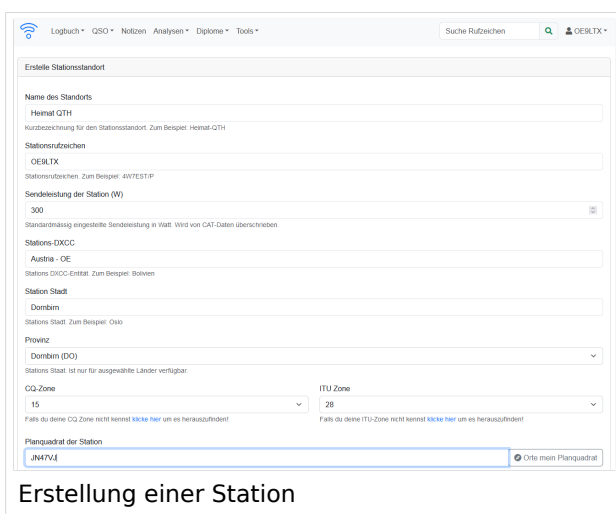 Logbuch QSO Notizen Analysen Diplome Tools Suche Rufzeichen OE9LTX
Erstelle Stationsstandort
Name des Standorts
Heimat QTH
Kurzbezeichnung für den Stationsstandort. Zum Beispiel: Heimat-QTH
Stationsrufzeichen
OE9LTX
Stationsrufzeichen. Zum Beispiel: 4W7EST/P
Sendeleistung der Station (W)
300
Standardmässig eingestellte Sendeleistung in Watt. Wird von CAT-Daten überschrieben.
Stations-DXCC
Austria - OE
Stations DXCC-Entität. Zum Beispiel: Bolivien
Station Stadt
Dornbirn
Stations Stadt. Zum Beispiel: Oslo
Provinz
Dornbirn (DO)
Stations Staat. Ist nur für ausgewählte Länder verfügbar.
CQ-Zone ITU Zone
15 28
Falls du deine CQ Zone nicht kennst klicke hier um es herauszufinden! Falls du deine ITU-Zone nicht kennst klicke hier um es herauszufinden!
Planquadrat der Station
JN47VJ Orte mein Planquadrat
Erstellung einer Station